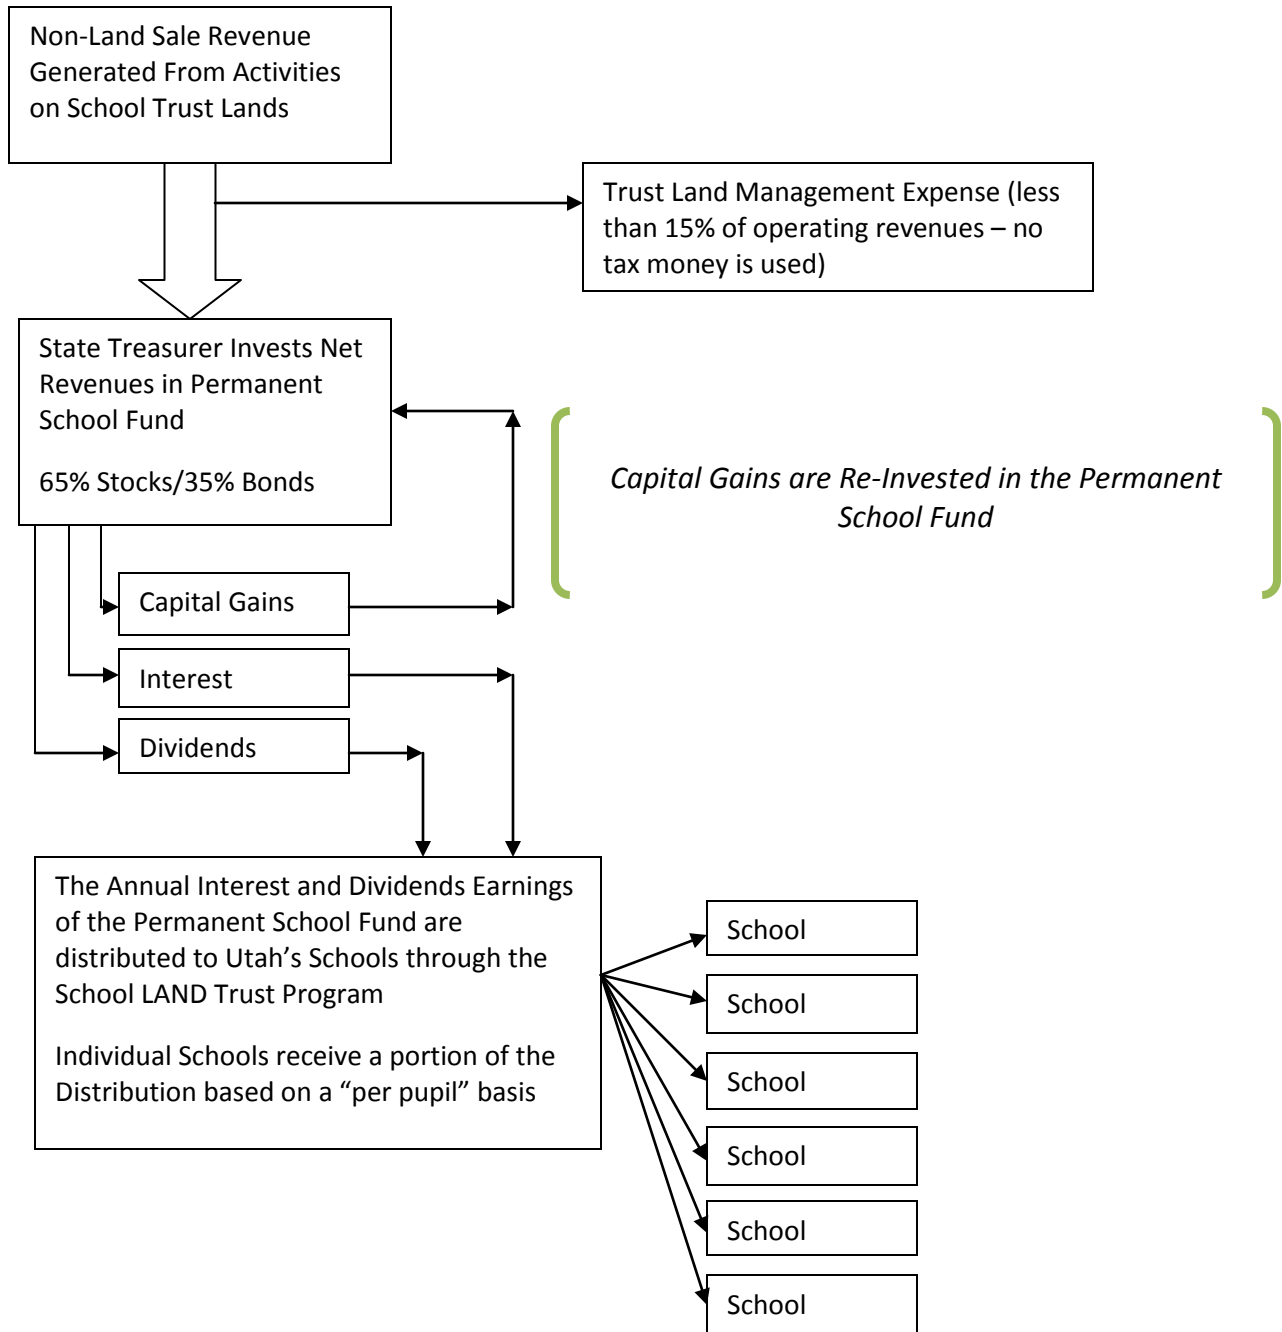 Non-Land Sale Revenue
Generated From Activities
on School Trust Lands
Trust Land Management Expense (less
than 15% of operating revenues – no
tax money is used)
State Treasurer Invests Net
Revenues in Permanent
School Fund
65% Stocks/35% Bonds
Capital Gains are Re-Invested in the Permanent
School Fund
Capital Gains
Interest
Dividends
The Annual Interest and Dividends Earnings
of the Permanent School Fund are
distributed to Utah’s Schools through the
School LAND Trust Program
Individual Schools receive a portion of the
Distribution based on a “per pupil” basis
School
School
School
School
School
School